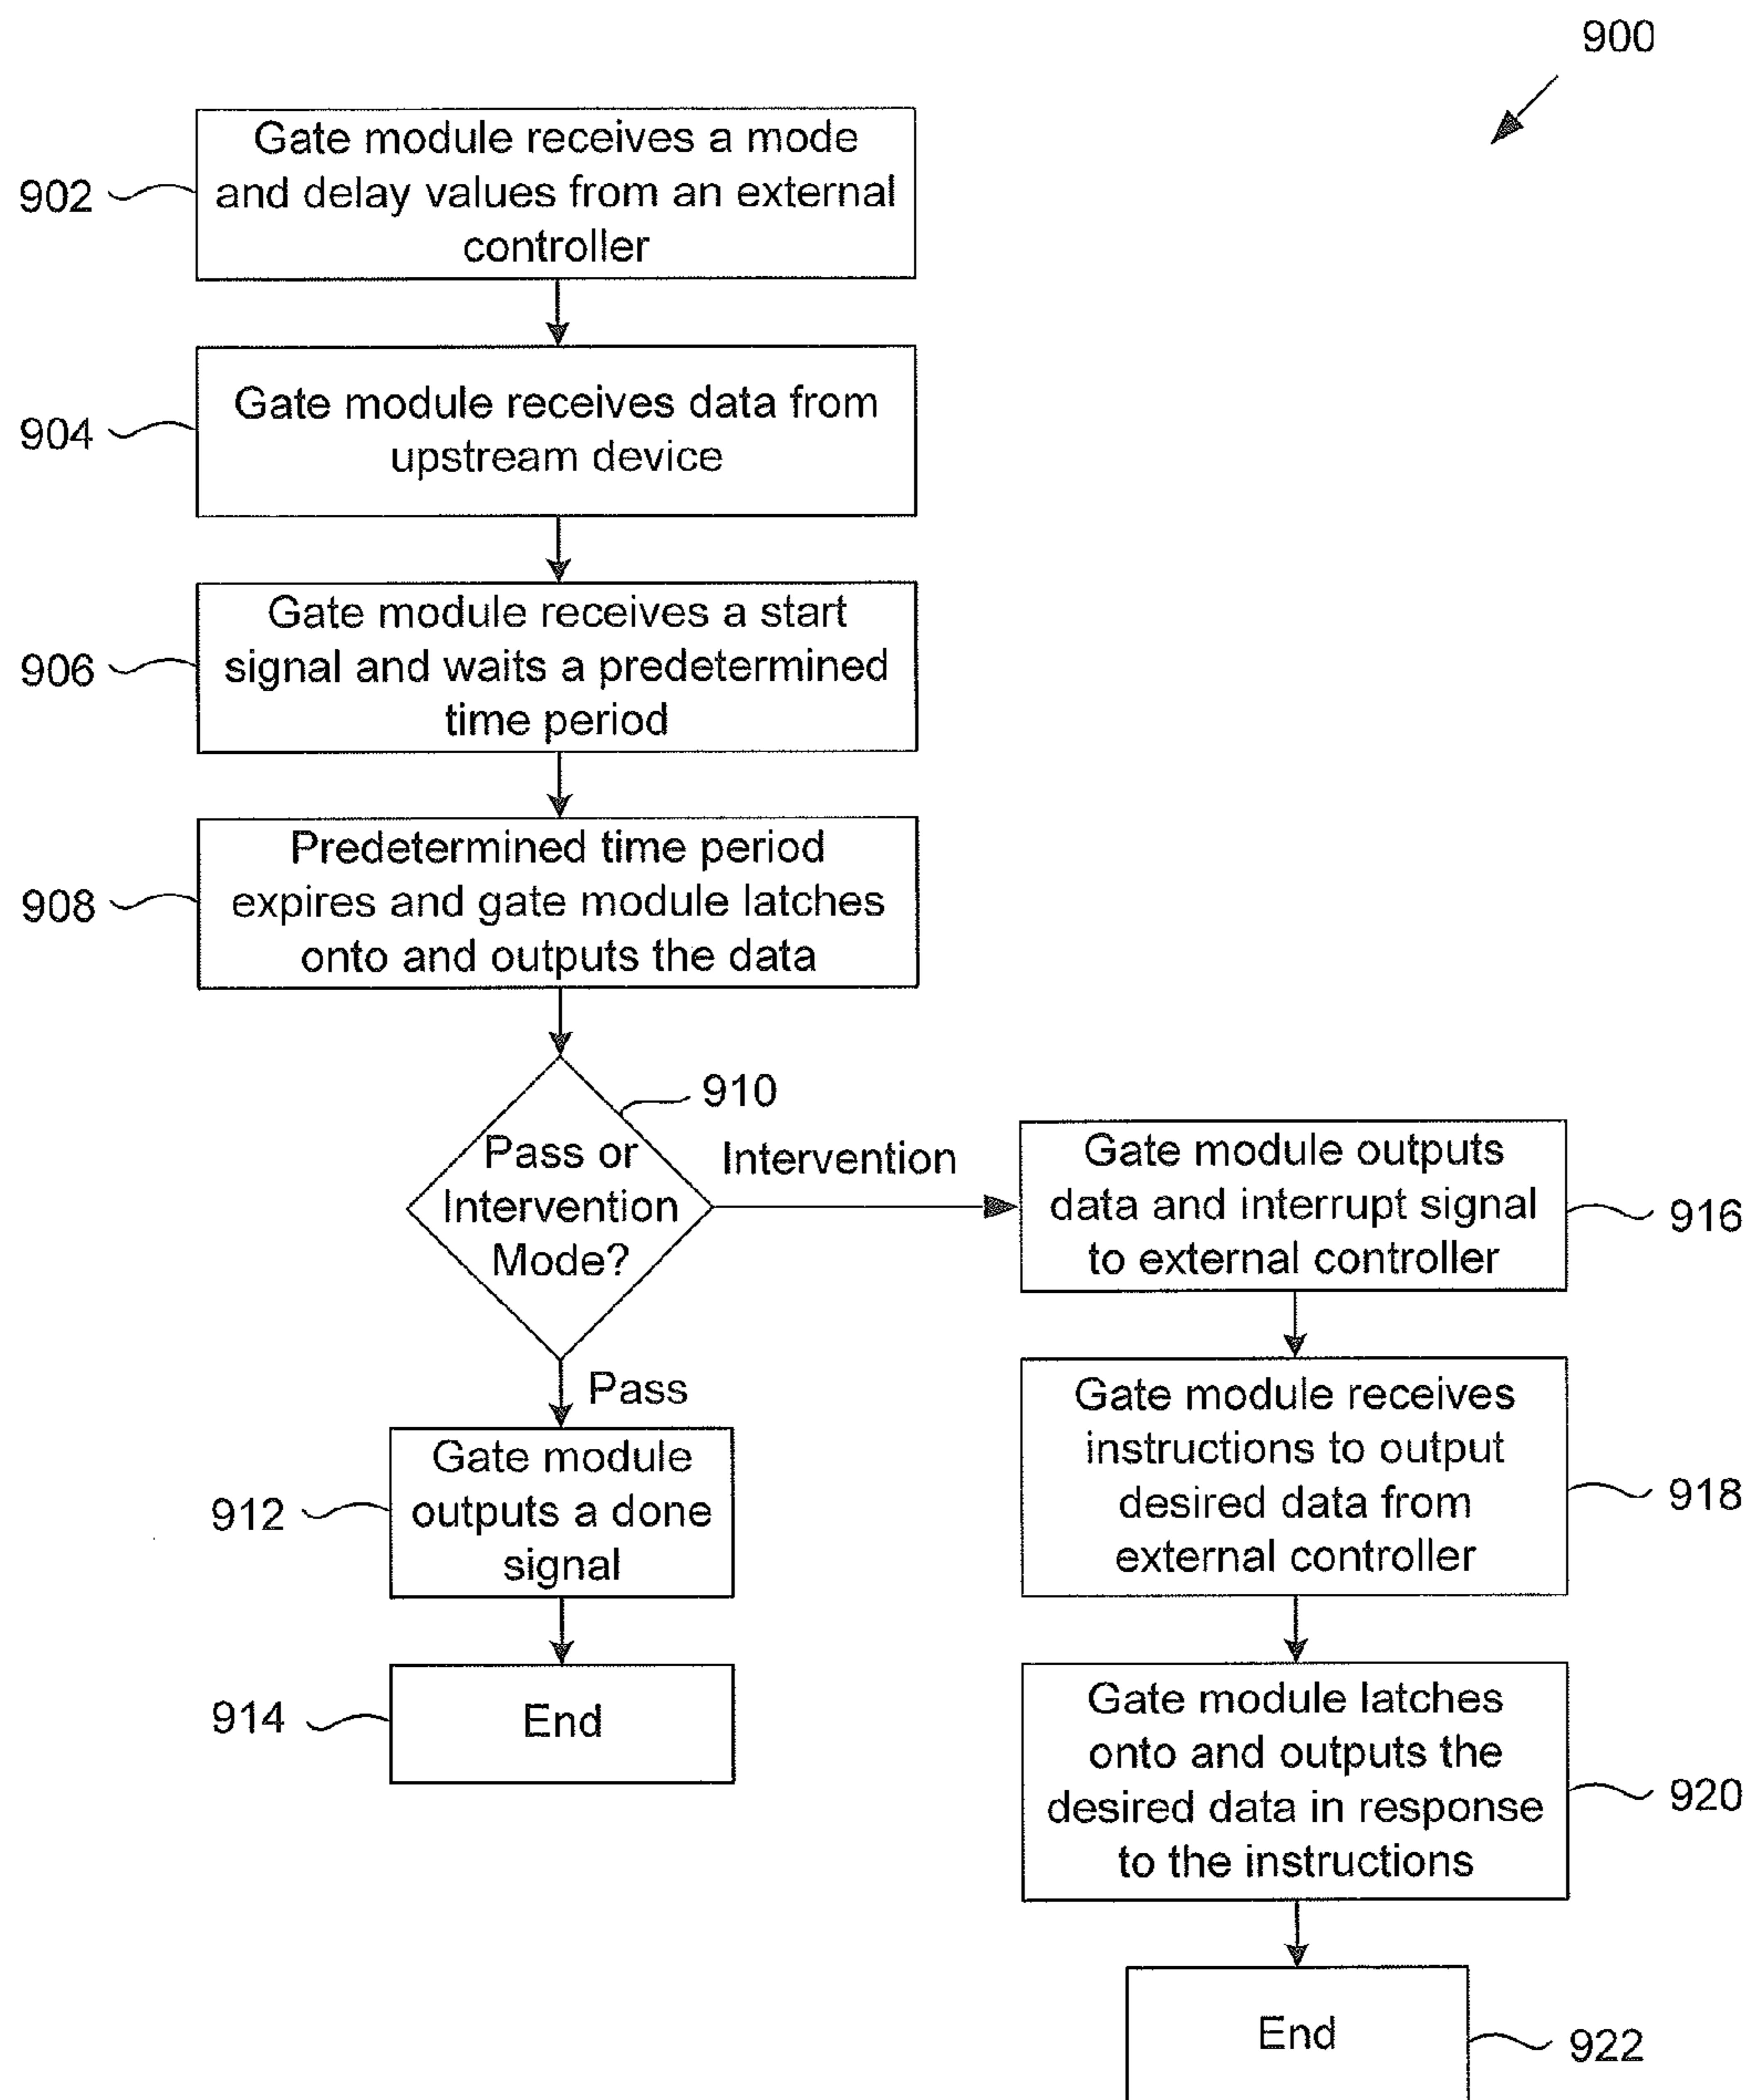 900
Gate module receives a mode
and delay values from an external
controller
902
Gate module receives data from
upstream device
904
Gate module receives a start
signal and waits a predetermined
time period
906
Predetermined time period
expires and gate module latches
onto and outputs the data
908
910
Pass or
Intervention
Mode?
Intervention
Pass
Gate module
outputs a done
signal
912
End
914
Gate module outputs
data and interrupt signal
to external controller
916
Gate module receives
instructions to output
desired data from
external controller
918
Gate module latches
onto and outputs the
desired data in response
to the instructions
920
End
922